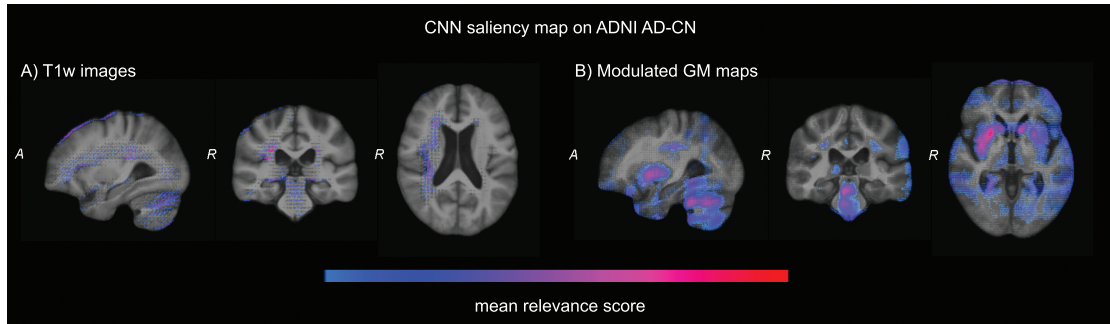 CNN saliency map on ADNI AD-CN
A) T1w images
B) Modulated GM maps
A
R
R
A
R
R
mean relevance score